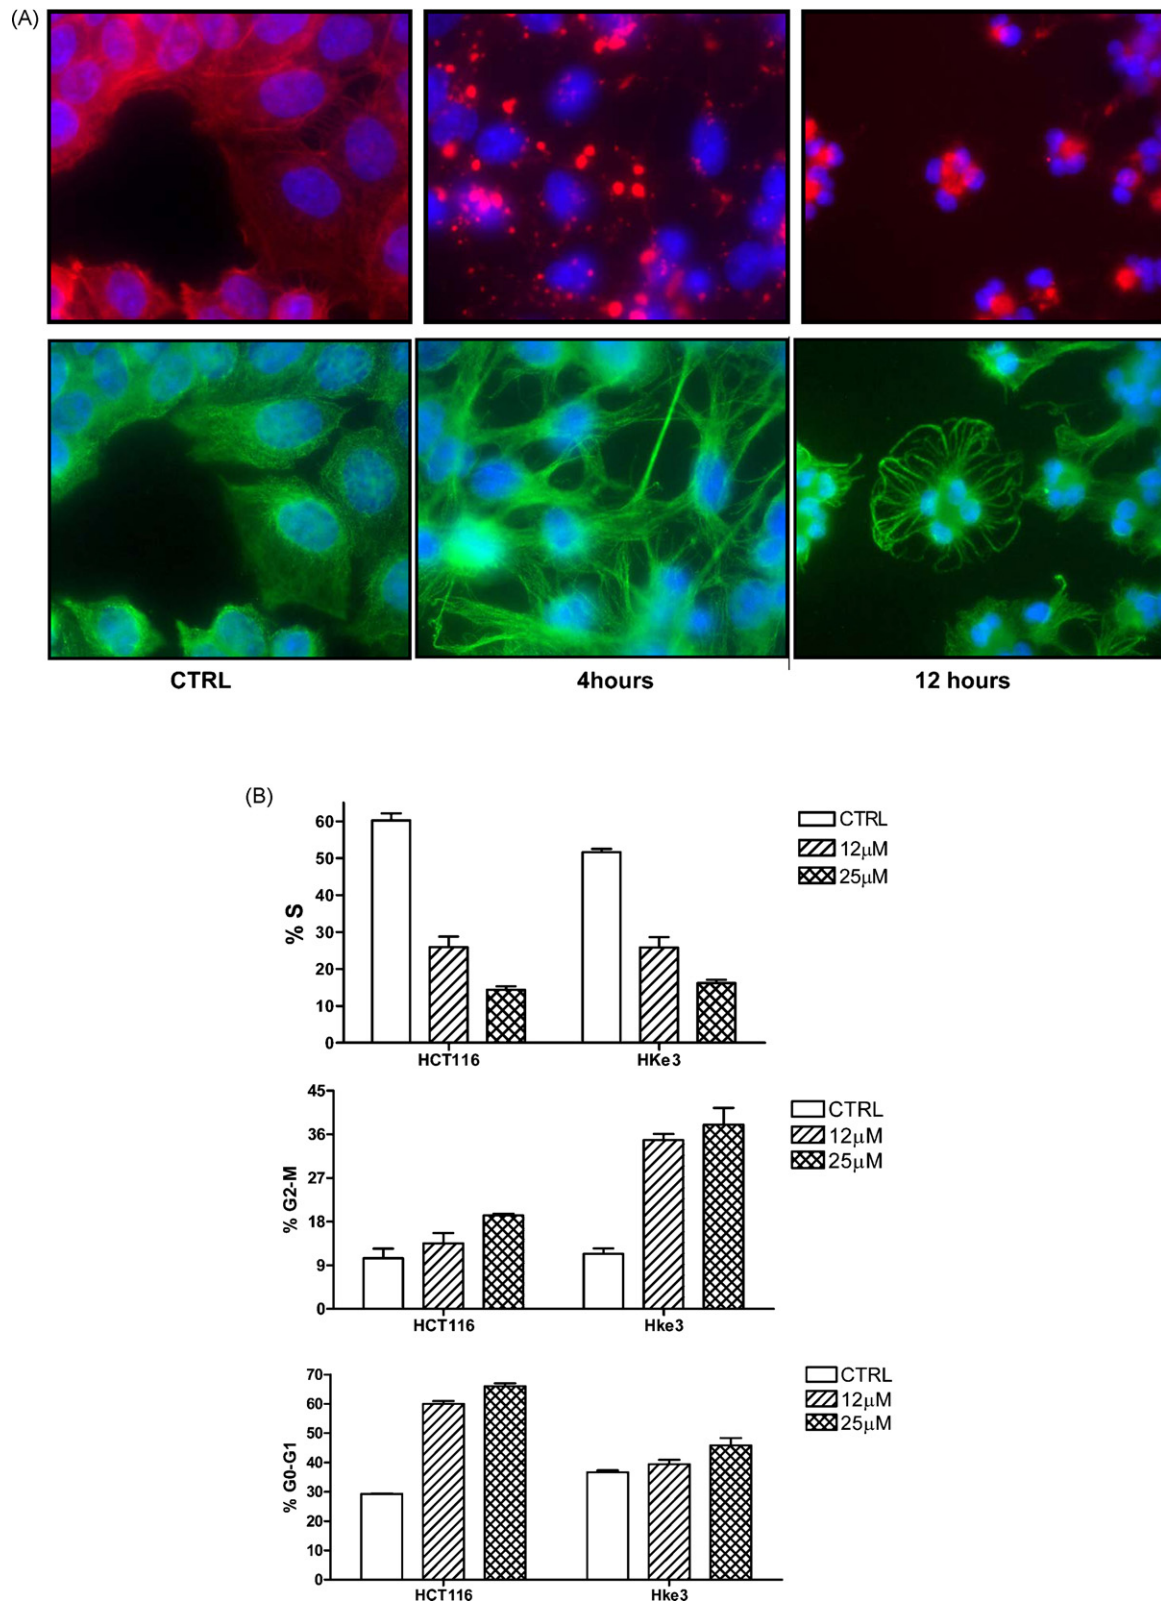 (A)
CTRL
4hours
12 hours
(B)
% S
60
50
40
30
20
10
0
HCT116
HKe3
CTRL
12μM
25μM
% G2-M
45
36
27
18
9
0
HCT116
Hke3
CTRL
12μM
25μM
% G0-G1
70
60
50
40
30
20
10
0
HCT116
Hke3
CTRL
12μM
25μM